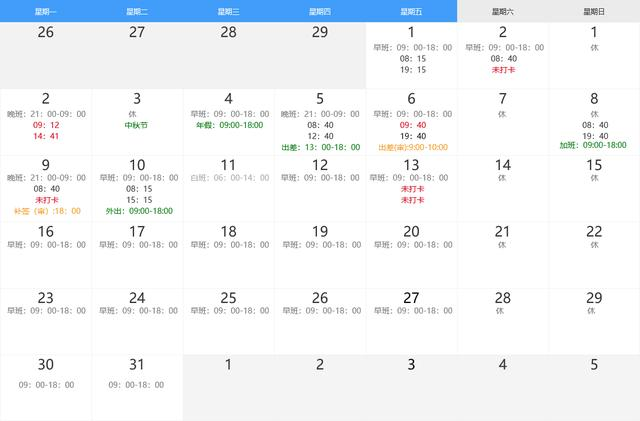 星期一 星期二 星期三 星期四 星期五 星期六 星期日
26 27 28 29 1 2 1
早班：09：00-18：00 早班：09：00-18：00 休
08：15 08：40
19：15 未打卡
2 3 4 5 6 7 8
晚班：21：00-09：00 休 早班：09：00-18：00 晚班：21：00-09：00 早班：09：00-18：00 休 休
09：12 中秋节 年假：09:00-18:00 08：40 09：40 08：40
14：41 12：40 19：40 19：40
出差：13：00-18：00 出差(审):9:00-10:00 加班：09:00-18:00
9 10 11 12 13 14 15
晚班：21：00-09：00 早班：09：00-18：00 白班：06：00-14：00 早班：09：00-18：00 早班：09：00-18：00 休 休
08：40 08：15 未打卡
未打卡 15：15 未打卡
补签（审）:18：00 外出：09:00-18:00
16 17 18 19 20 21 22
早班：09：00-18：00 早班：09：00-18：00 早班：09：00-18：00 早班：09：00-18：00 早班：09：00-18：00 休 休
23 24 25 26 27 28 29
早班：09：00-18：00 早班：09：00-18：00 早班：09：00-18：00 早班：09：00-18：00 早班：09：00-18：00 休 休
30 31 1 2 3 4 5
09：00-18：00 09：00-18：00